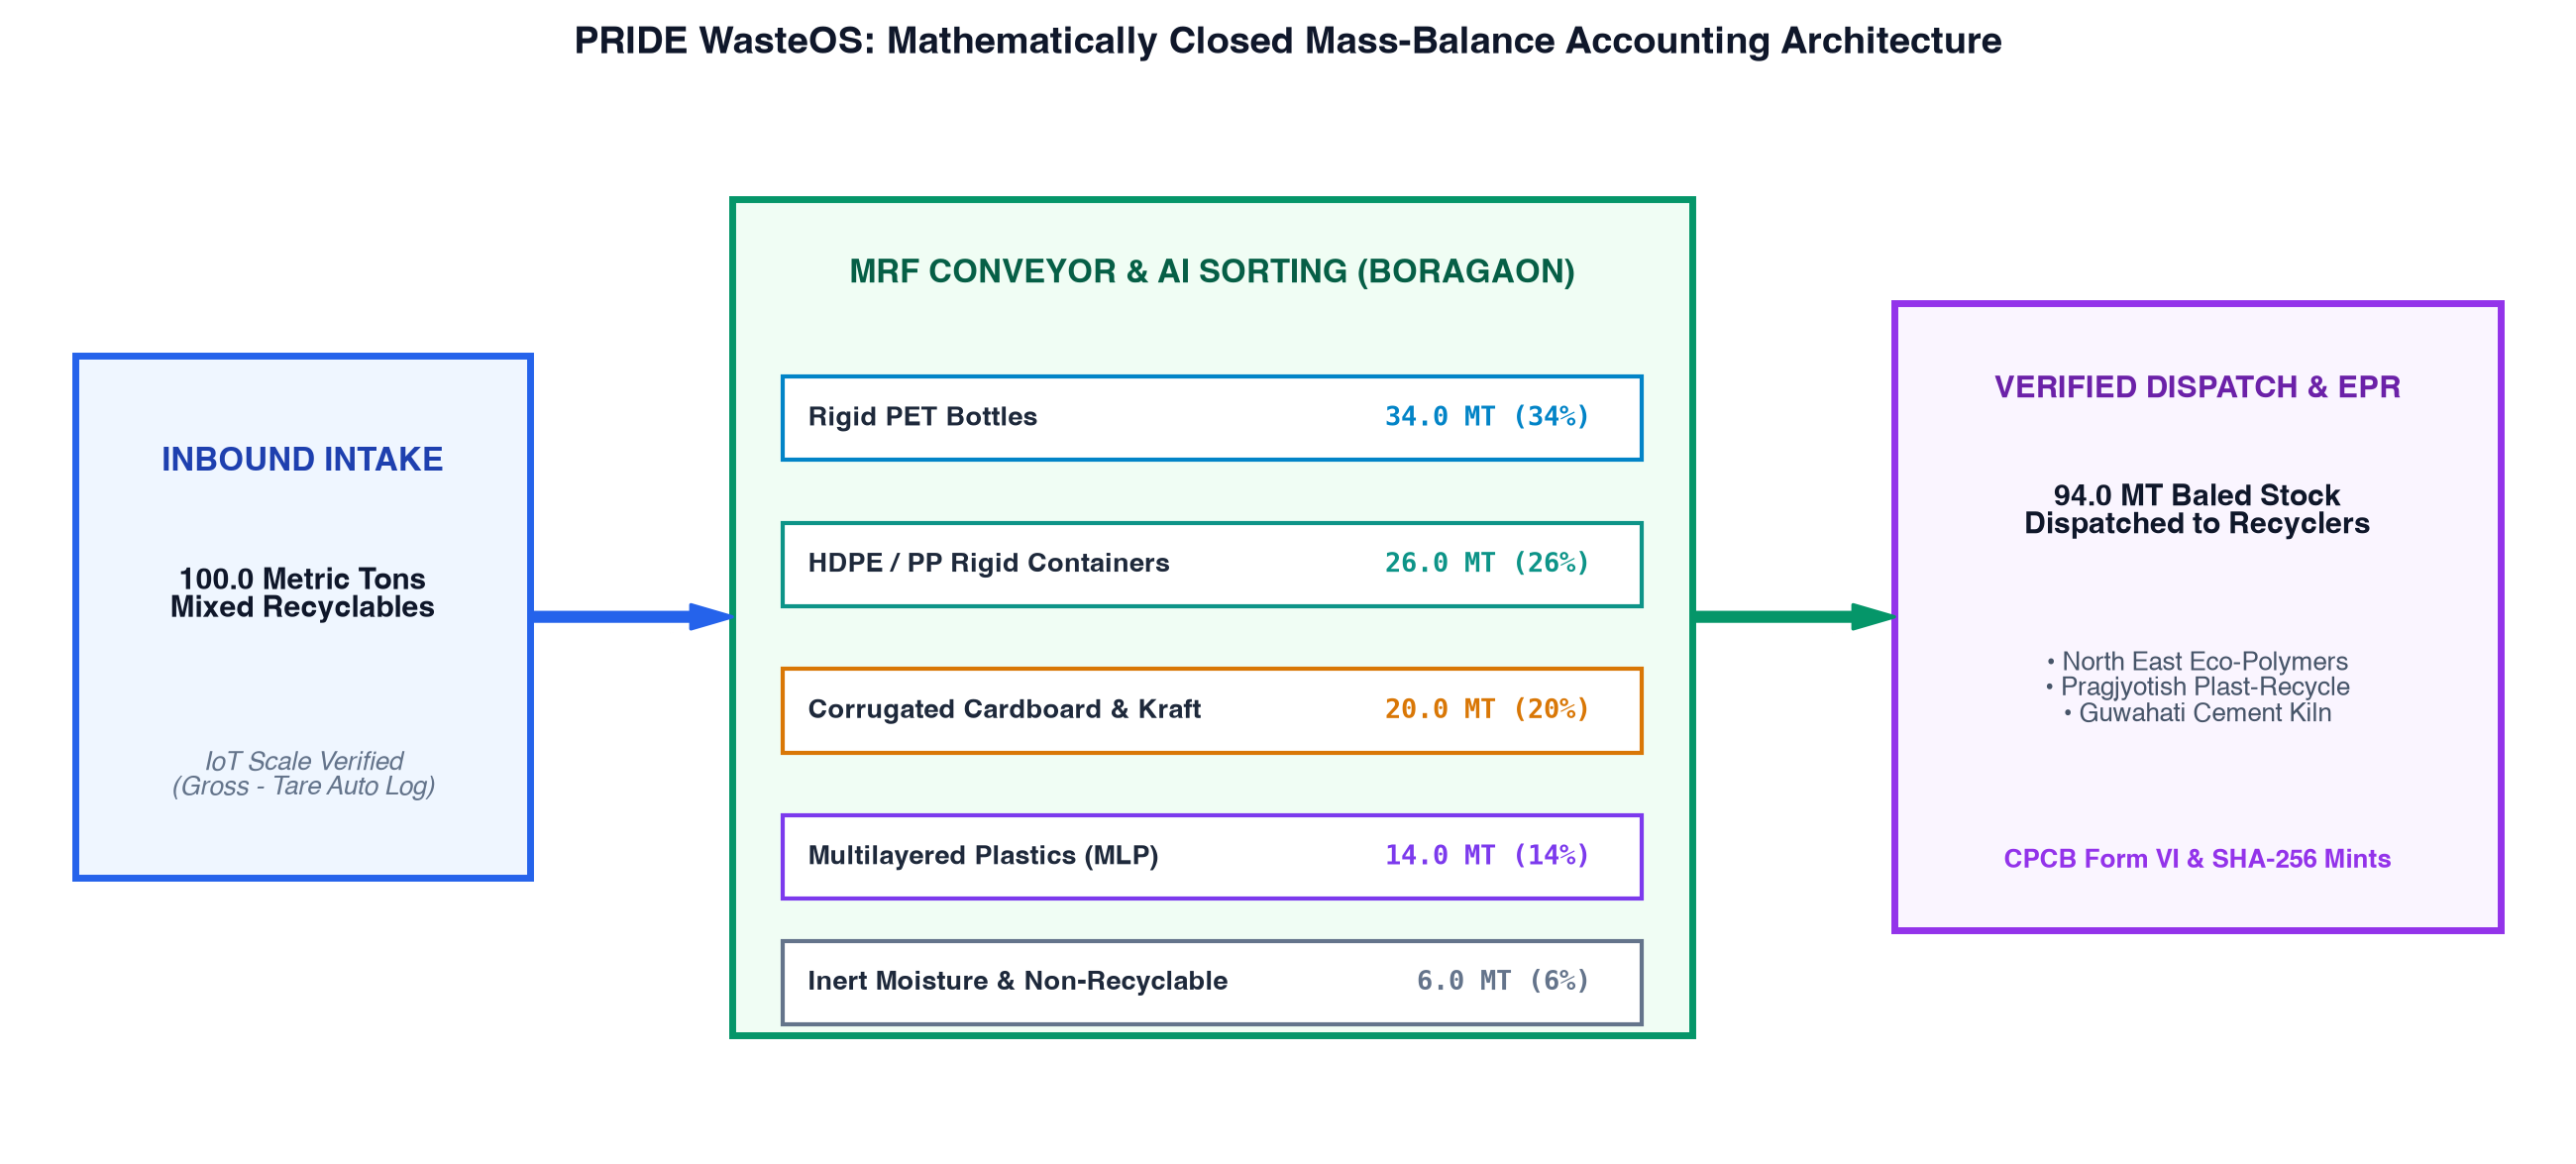 PRIDE WasteOS: Mathematically Closed Mass-Balance Accounting Architecture
INBOUND INTAKE
100.0 Metric Tons
Mixed Recyclables
IoT Scale Verified
(Gross - Tare Auto Log)
MRF CONVEYOR & AI SORTING (BORAGAON)
Rigid PET Bottles 34.0 MT (34%)
HDPE / PP Rigid Containers 26.0 MT (26%)
Corrugated Cardboard & Kraft 20.0 MT (20%)
Multilayered Plastics (MLP) 14.0 MT (14%)
Inert Moisture & Non-Recyclable 6.0 MT (6%)
VERIFIED DISPATCH & EPR
94.0 MT Baled Stock
Dispatched to Recyclers
• North East Eco-Polymers
• Pragjyotish Plast-Recycle
• Guwahati Cement Kiln
CPCB Form VI & SHA-256 Mints